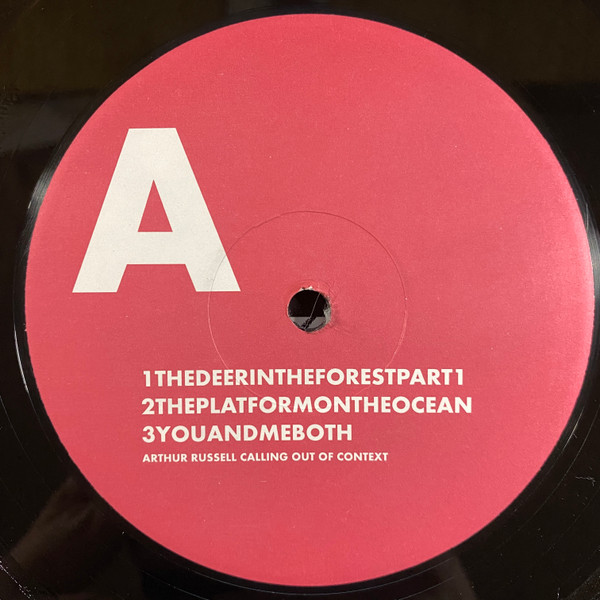 A
1THEDEERINTHEFORESTPART1
2THEPLATFORMONTHEOCEAN
3YOUANDMEBOTH
ARTHUR RUSSELL CALLING OUT OF CONTEXT